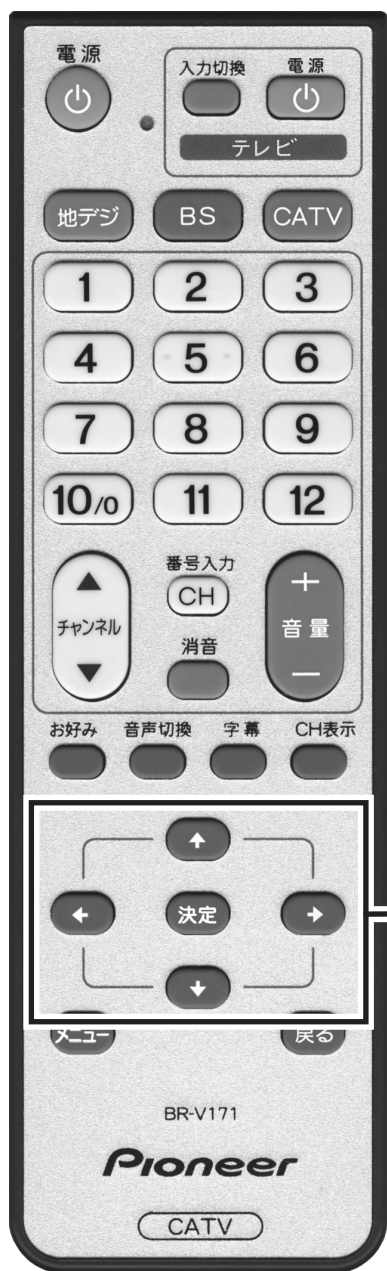 電源
入力切換 電源
テレビ
地デジ BS CATV
1 2 3
4 5 6
7 8 9
10/0 11 12
番号入力
CH
チャンネル
消音
+
音量
−
お好み 音声切換 字幕 CH表示
決定
メニュー 戻る
BR-V171
Pioneer
CATV